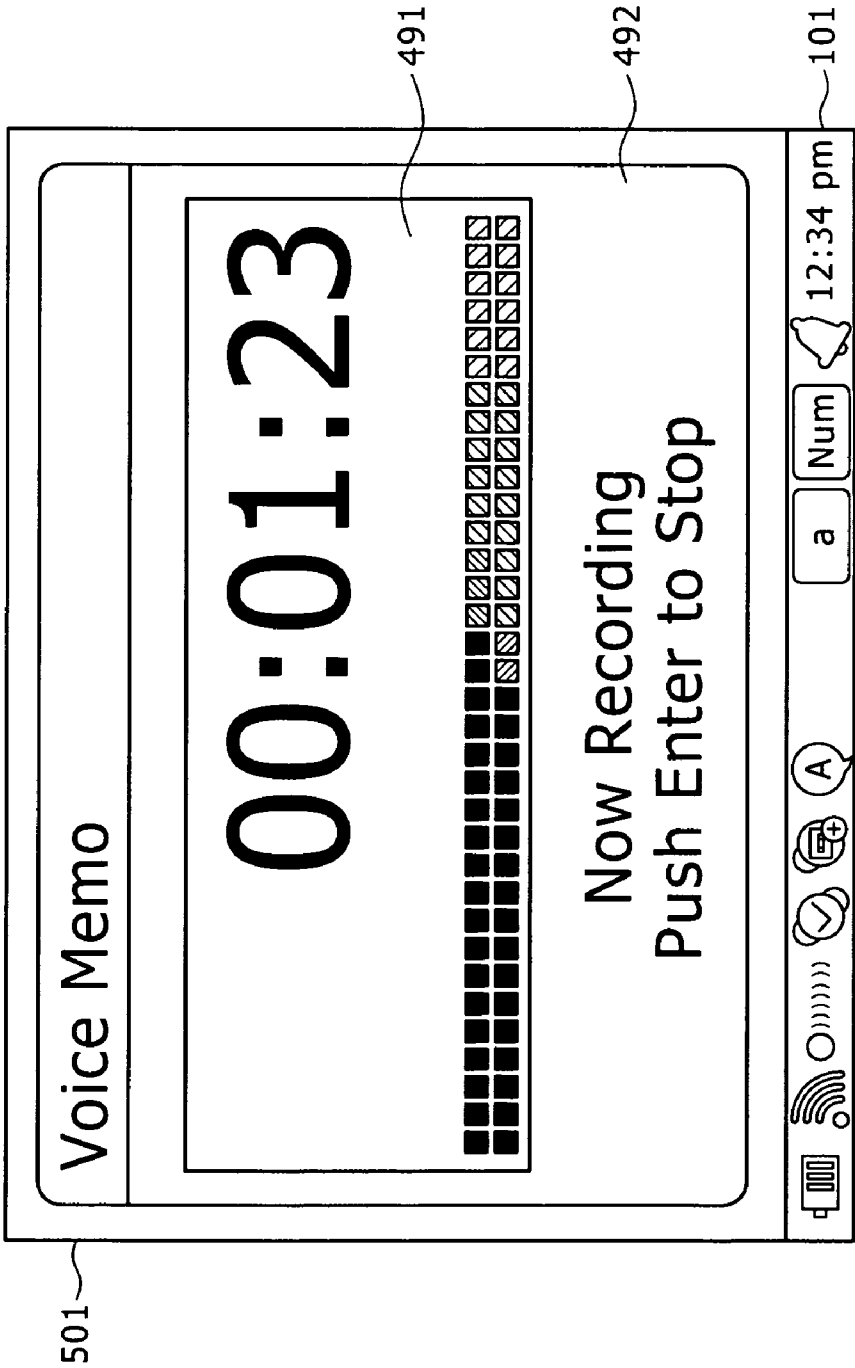 501
Voice Memo
00:01:23
491
Now Recording
Push Enter to Stop
492
A
a
Num
12:34 pm
101